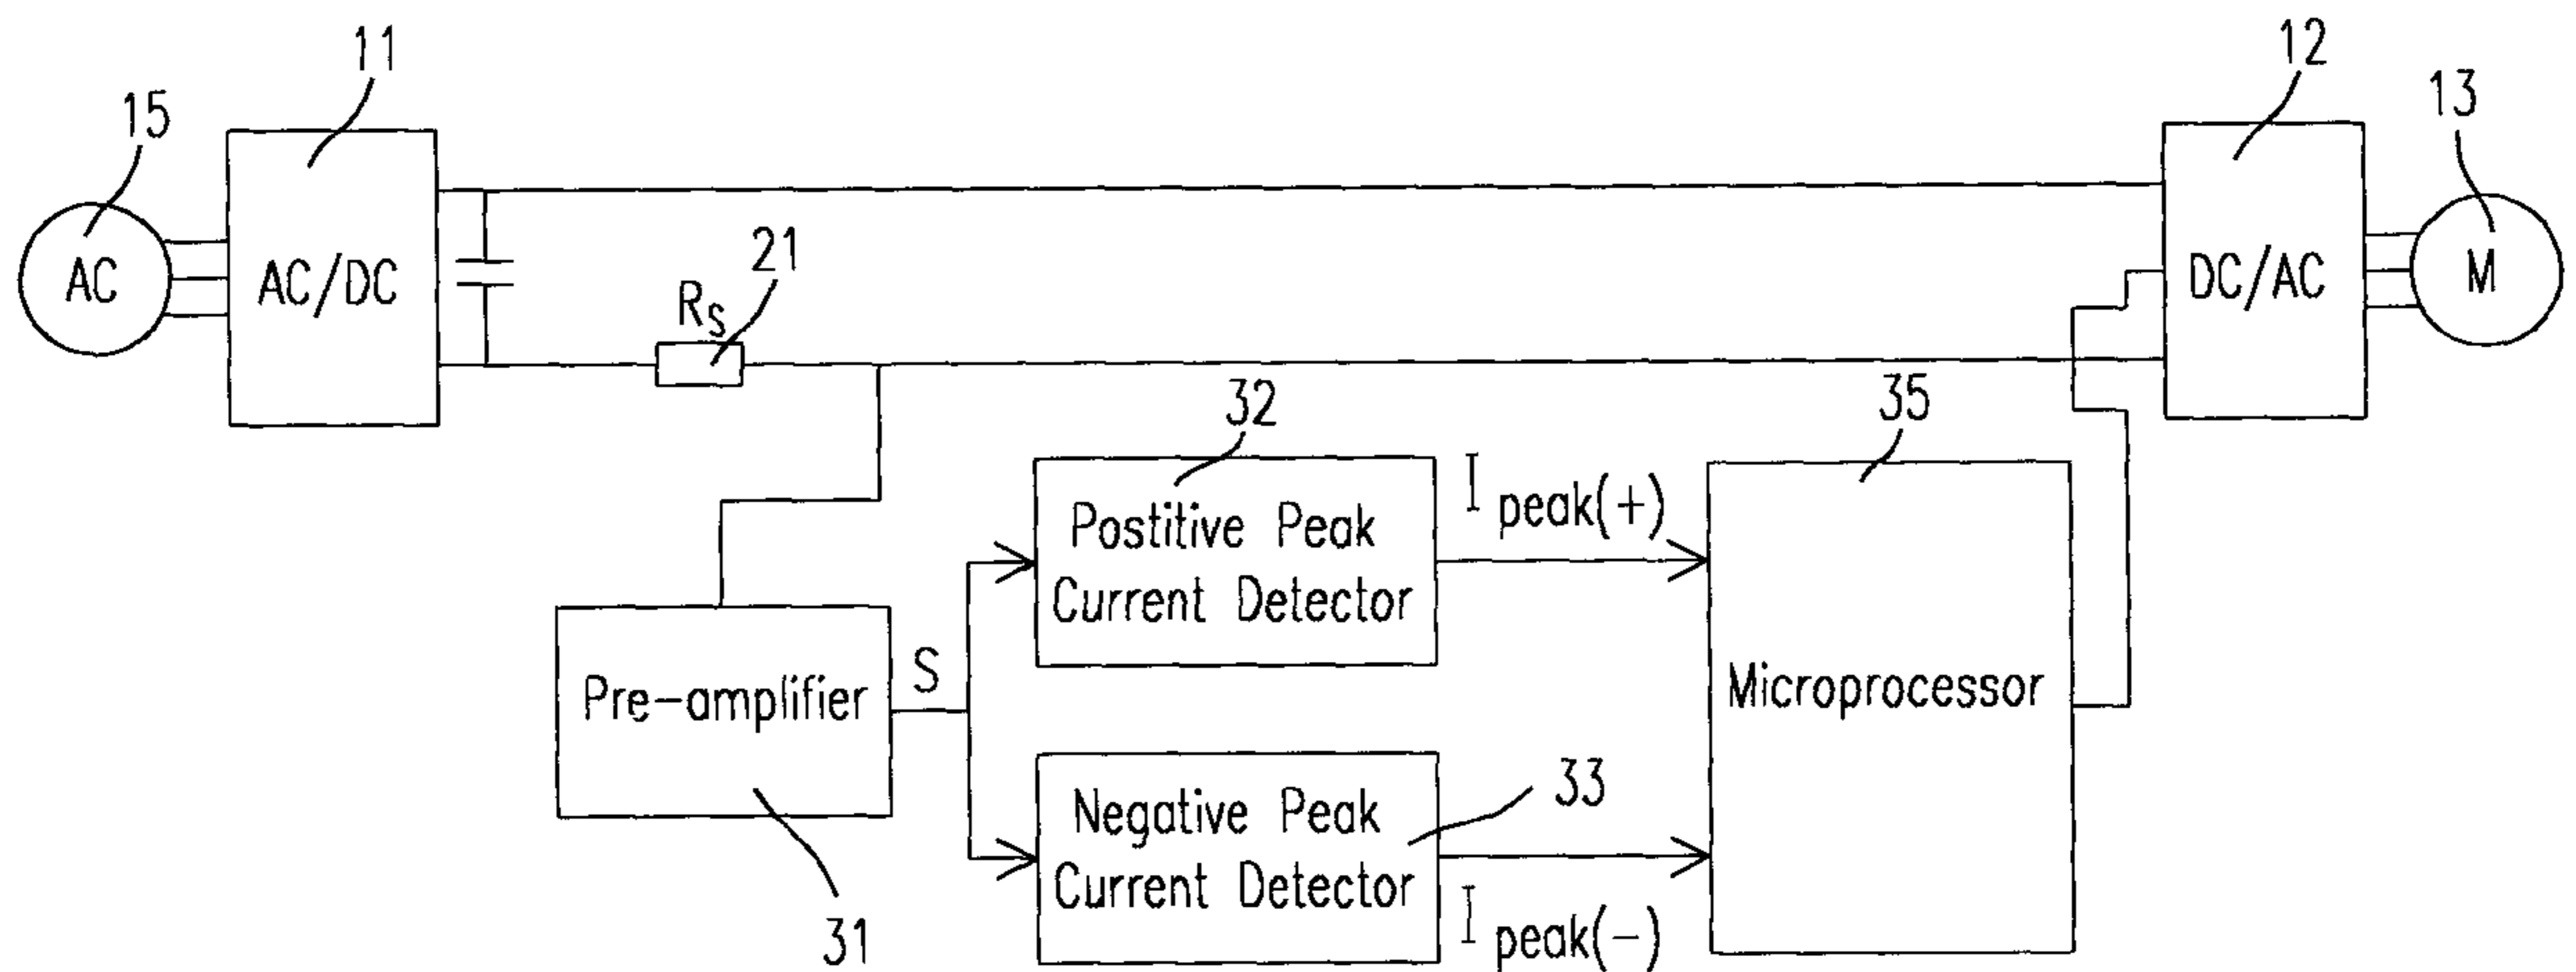 11
12
15
13
AC
AC/DC
21
Rs
DC/AC
M
32
35
Postitive Peak
Current Detector
I peak(+)
Pre-amplifier
S
Microprocessor
Negative Peak
Current Detector
33
I peak(-)
31